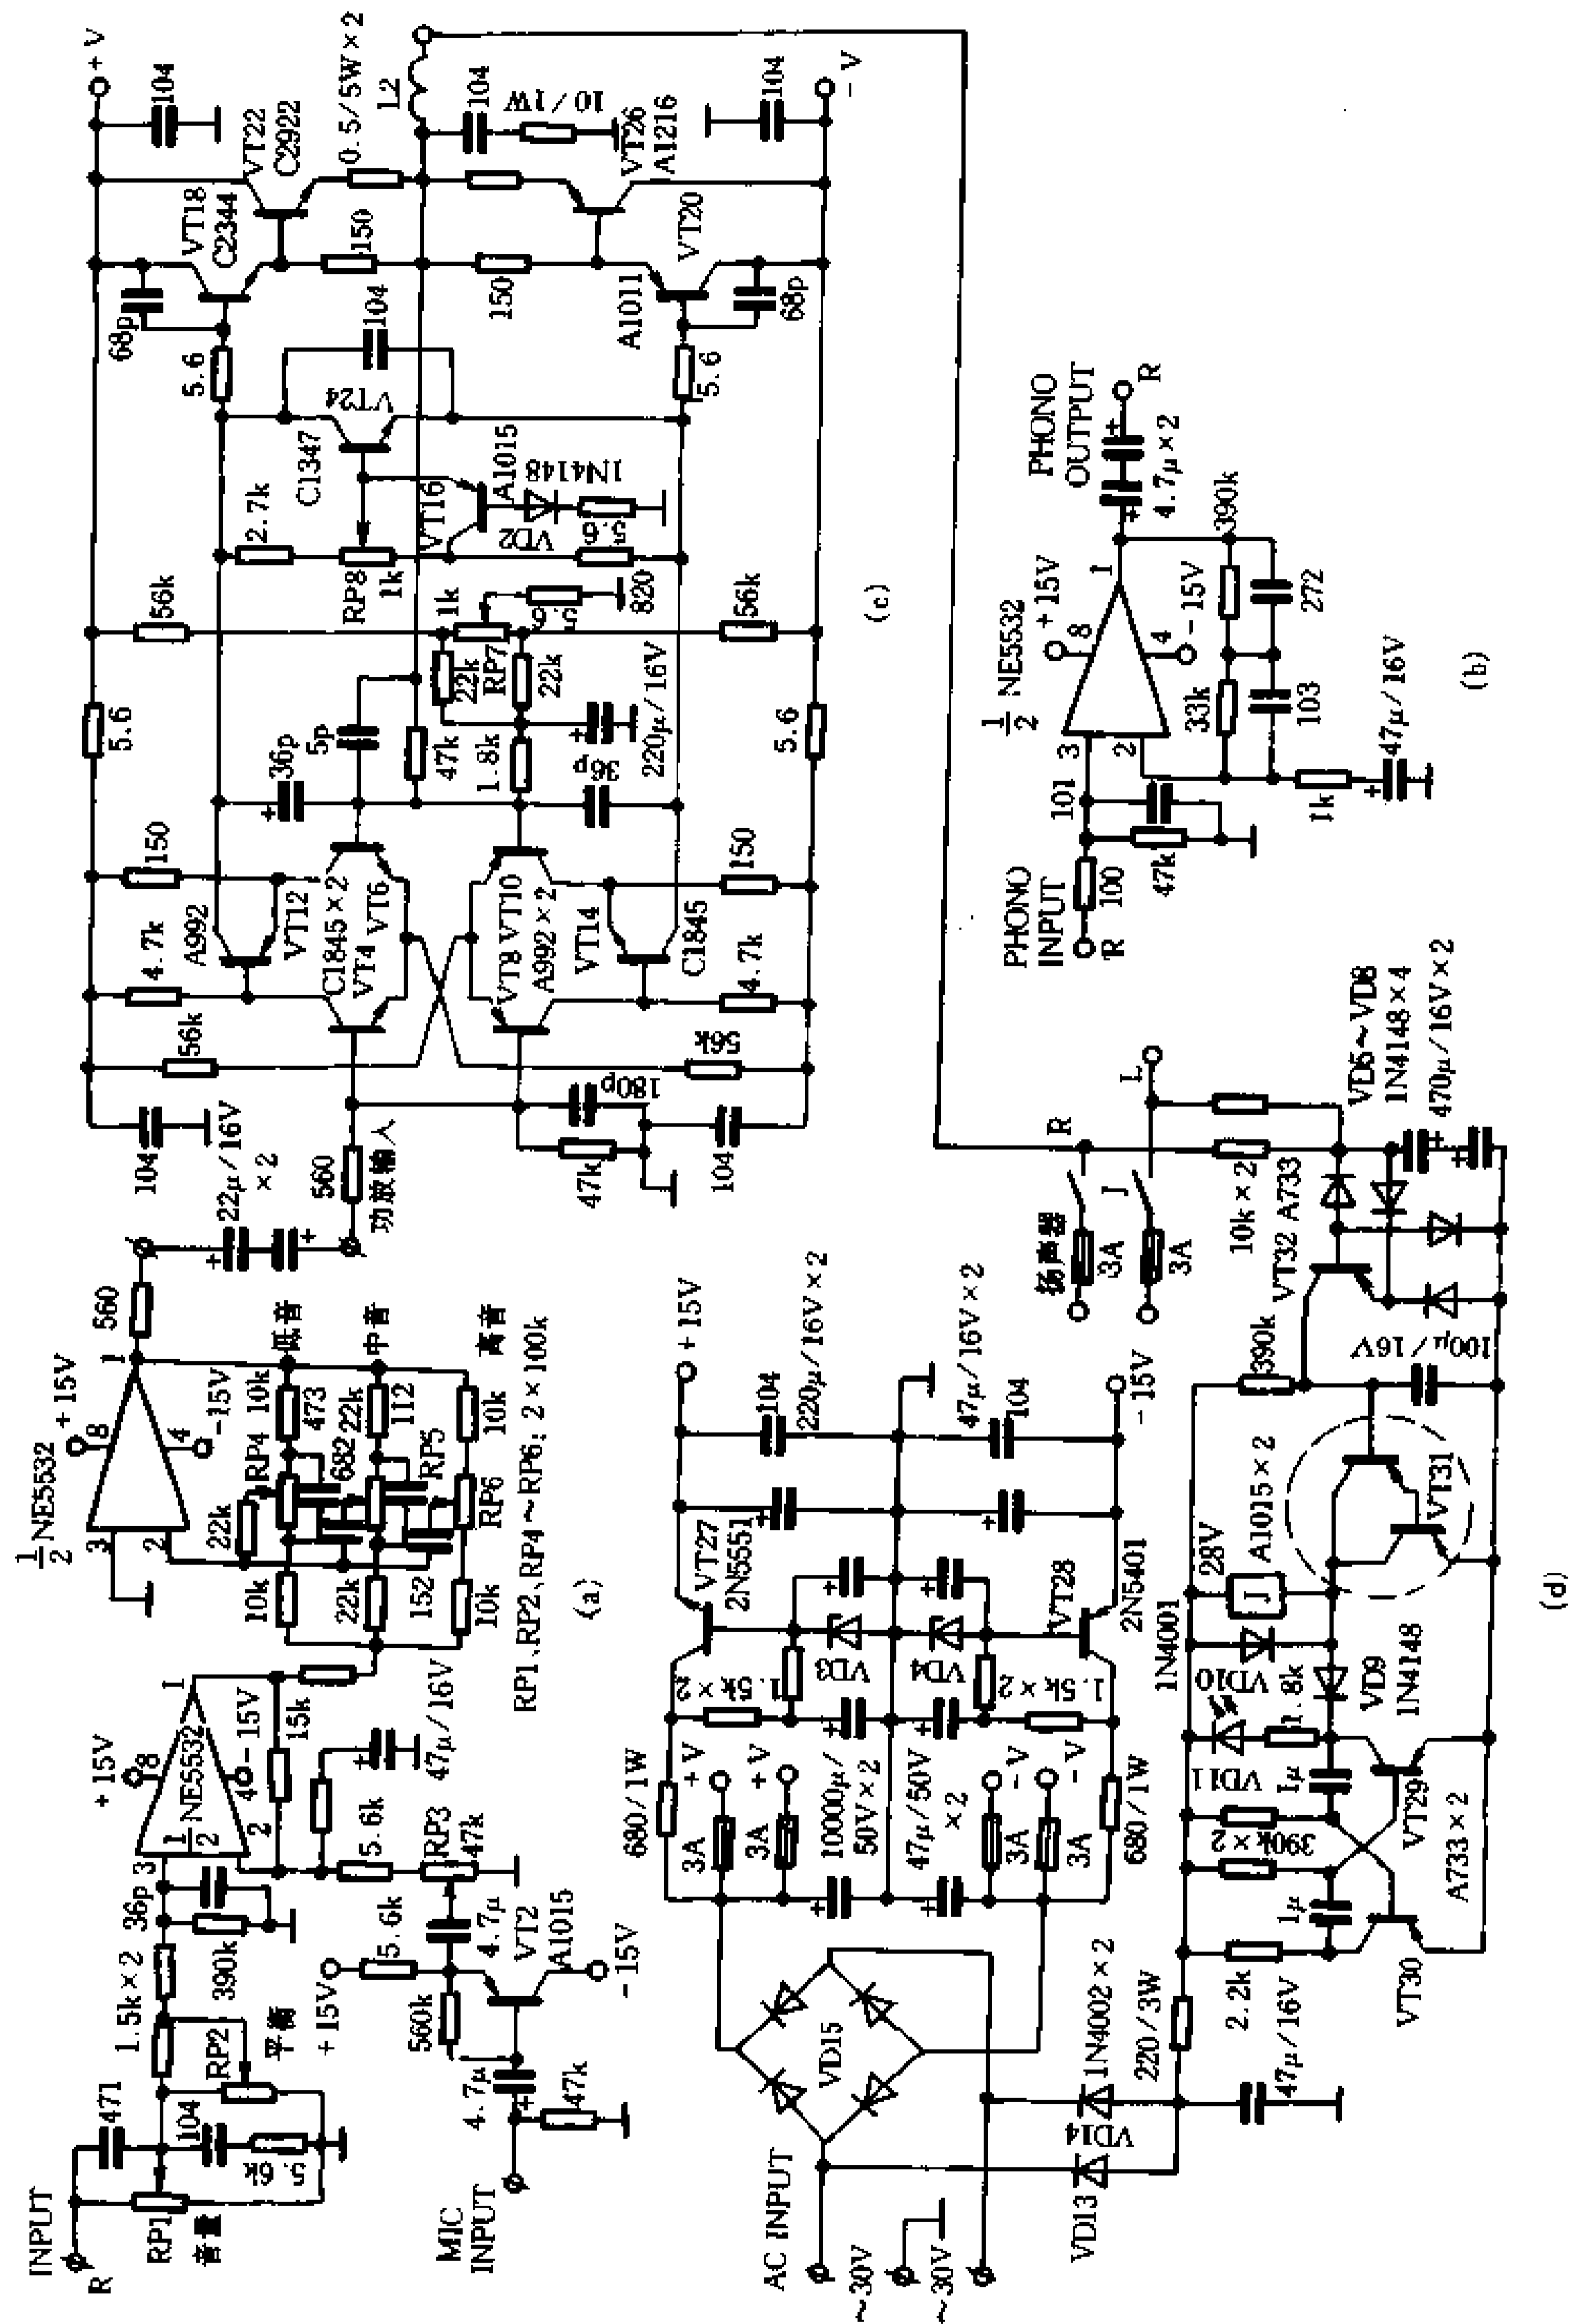 INPUT
R
471
RP1
音量
104
5.6k
RP2
平衡
1.5k×2
390k
36p
3
2
1/2 NE5532
+15V
8
4
-15V
1
15k
47μ/16V
5.6k
RP3
47k
MIC
INPUT
4.7μ
47k
560k
+15V
5.6k
4.7μ
VT2
A1015
-15V
1/2 NE5532
3
2
+15V
8
4
-15V
1
560
22k
RP4
10k
10k
473
682
低音
22k
22k
112
RP5
中音
152
10k
RP6
10k
高音
(a)
RP1、RP2、RP4～RP6：2×100k
22μ/16V
×2
560
功放输入
104
56k
4.7k
A992
150
VT12
C1845×2
VT4
VT6
VT8
VT10
A992×2
VT14
C1845
4.7k
150
56k
180p
47k
104
36p
5p
47k
1.8k
36p
220μ/16V
22k
22k
RP7
1k
5.6
820
56k
56k
5.6
5.6
2.7k
RP8
1k
C1347
VT24
VT16
A1015
VD2
1N4148
5.6
104
5.6
5.6
68p
68p
VT18
C2344
VT22
C2922
150
150
A1011
VT20
VT26
A1216
0.5/5W×2
L2
104
10/1W
104
104
+V
-V
(c)
PHONO
INPUT
R
100
47k
101
3
2
1/2 NE5532
+15V
8
4
-15V
1
33k
390k
103
272
1k
47μ/16V
4.7μ×2
PHONO
OUTPUT
R
(b)
AC INPUT
~30V
~30V
VD15
VD13
VD14
1N4002×2
220/3W
47μ/16V
680/1W
3A
+V
3A
+V
10000μ/
50V×2
47μ/50V
×2
3A
-V
3A
-V
680/1W
1.5k×2
1.5k×2
VD3
VD4
VT27
2N5551
VT28
2N5401
104
220μ/16V×2
47μ/16V×2
104
+15V
-15V
扬声器
3A
3A
J
R
L
10k×2
VT32 A733
VD5～VD8
1N4148×4
470μ/16V×2
390k
100μ/16V
A1015×2
VT31
28V
J
1N4001
VD10
1.8k
VD9
1N4148
VD11
1μ
1μ
VT29
A733×2
VT30
2.2k
(d)